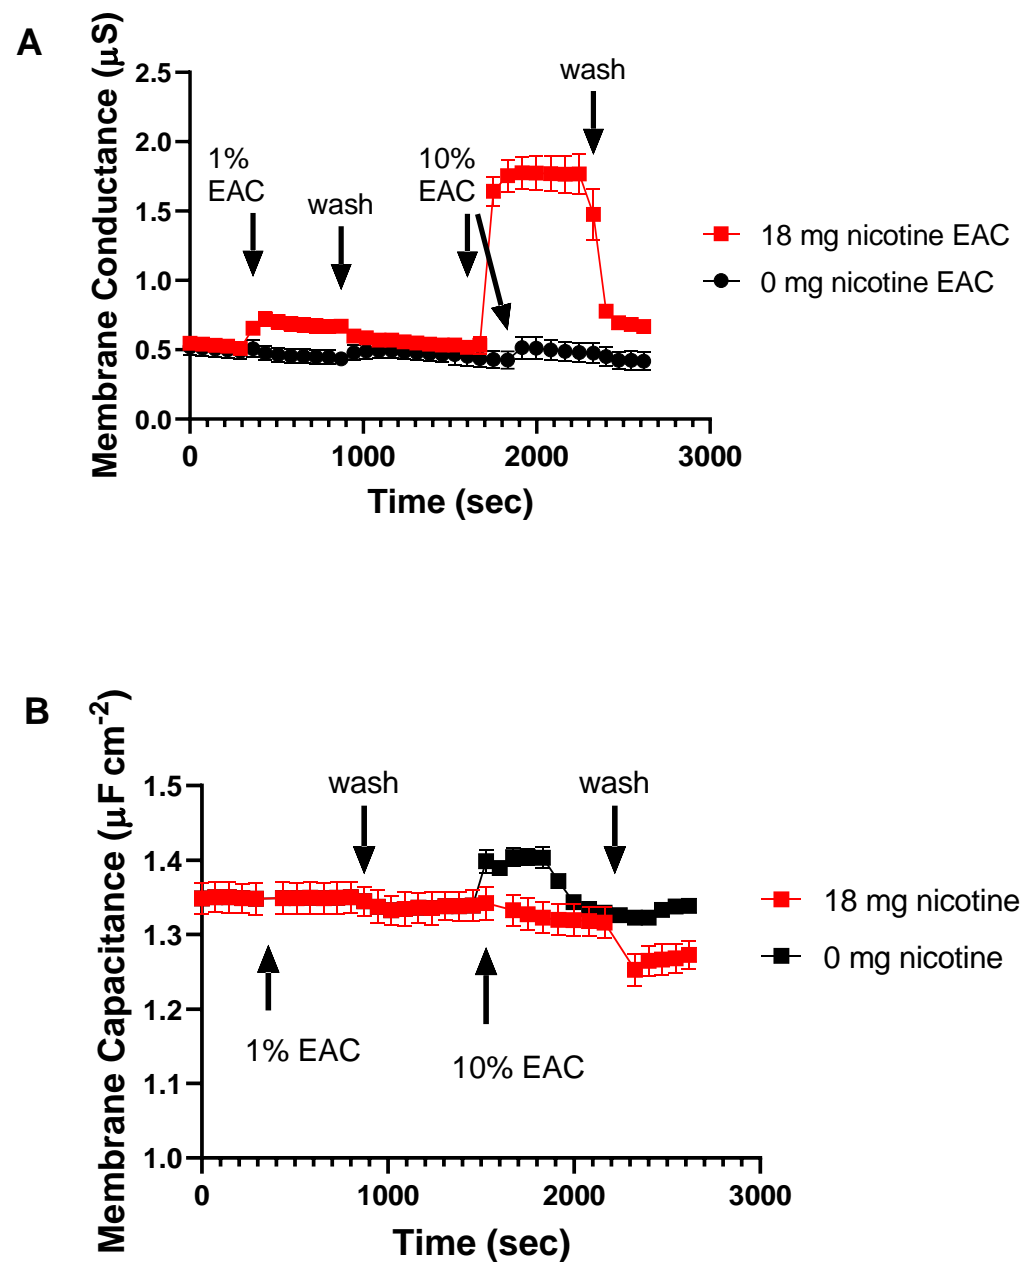 A
Membrane Conductance (μS)
2.5
2.0
1.5
1.0
0.5
0.0
1%
EAC
wash
10%
EAC
wash
18 mg nicotine EAC
0 mg nicotine EAC
0
1000
2000
3000
Time (sec)
B
Membrane Capacitance (μF cm-2)
1.5
1.4
1.3
1.2
1.1
1.0
wash
wash
1% EAC
10% EAC
18 mg nicotine
0 mg nicotine
0
1000
2000
3000
Time (sec)